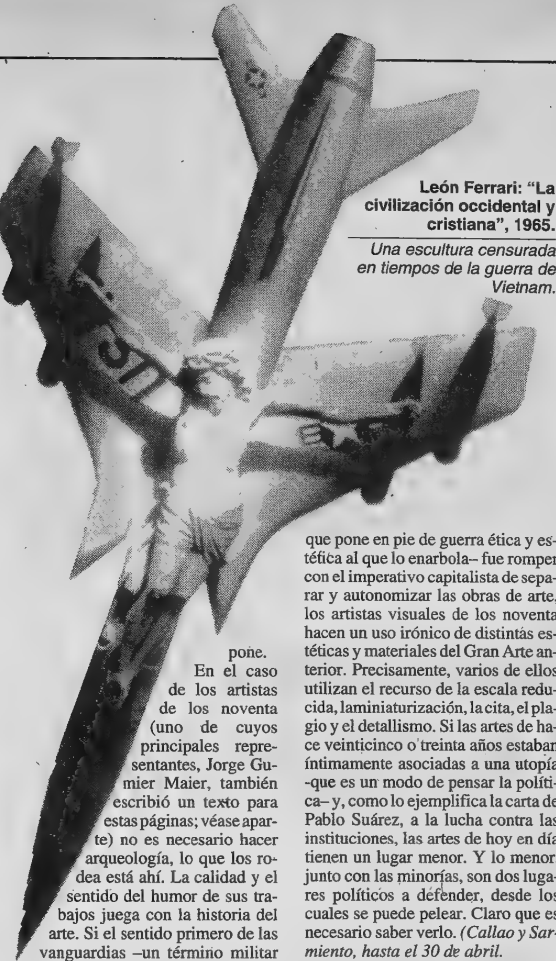 León Ferrari: “La
civilización occidental y
cristiana”, 1965.
Una escultura censurada
en tiempos de la guerra de
Vietnam.
pone.
En el caso
de los artistas
de los noventa
(uno de cuyos
principales repre-
sentantes, Jorge Gu-
mier Maier, también
escribió un texto para
estas páginas; véase apar-
te) no es necesario hacer
arqueología, lo que los ro-
dea está ahí. La calidad y el
sentido del humor de sus tra-
bajos juega con la historia del
arte. Si el sentido primero de las
vanguardias –un término militar
que pone en pie de guerra ética y es-
tética al que lo enarbola– fue romper
con el imperativo capitalista de sepa-
rar y autonomizar las obras de arte,
los artistas visuales de los noventa
hacen un uso irónico de distintas es-
téticas y materiales del Gran Arte an-
terior. Precisamente, varios de ellos
utilizan el recurso de la escala redu-
cida, laminiaturización, la cita, el pla-
gio y el detallismo. Si las artes de ha-
ce veinticinco o treinta años estaban
íntimamente asociadas a una utopía
-que es un modo de pensar la políti-
ca– y, como lo ejemplifica la carta de
Pablo Suárez, a la lucha contra las
instituciones, las artes de hoy en día
tienen un lugar menor. Y lo menor,
junto con las minorías, son dos luga-
res políticos a defender, desde los
cuales se puede pelear. Claro que es
necesario saber verlo. (Callao y Sar-
miento, hasta el 30 de abril.